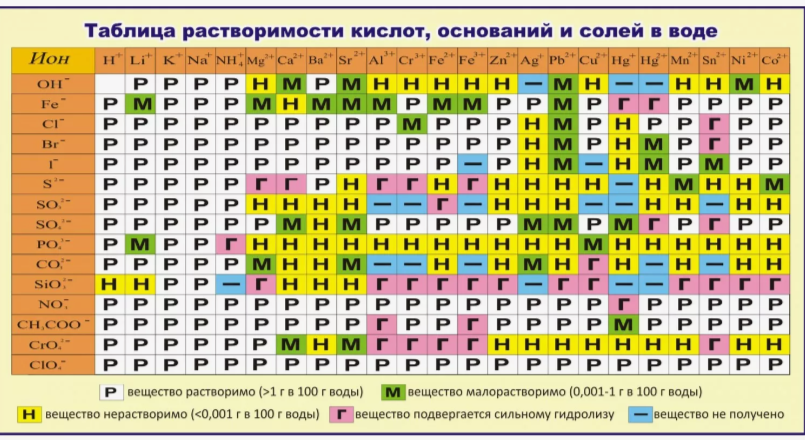 Таблица растворимости кислот, оснований и солей в воде
Ион H⁺ Li⁺ K⁺ Na⁺ NH₄⁺ Mg²⁺ Ca²⁺ Ba²⁺ Sr²⁺ Al³⁺ Cr³⁺ Fe²⁺ Fe³⁺ Zn²⁺ Ag⁺ Pb²⁺ Cu²⁺ Hg⁺ Hg²⁺ Mn²⁺ Sn²⁺ Ni²⁺ Co²⁺
OH⁻ Р Р Р Р Н М Р М Н Н Н Н Н — М Н — — Н Н М Н
Fe⁻ Р М Р Р Р М Н М М М Р М М Р Р М Р Г Г Р Р Р Р
Cl⁻ Р Р Р Р Р Р Р Р Р Р М Р Р Р Н М Р Н Р Р Г Р Р
Br⁻ Р Р Р Р Р Р Р Р Р Р Р Р Р Р Н М Р Н М Р Г Р Р
I⁻ Р Р Р Р Р Р Р Р Р Р Р Р — Р Н М — Н М Р М Р Р
S²⁻ Р Р Р Р Р Г Г Р Н Г Г Н Г Н Н Н Н — Н М Н Н М
SO₃²⁻ Р Р Р Р Р Н Н Н Н — — Г — Н Н Н — — Н Н — Н Н
SO₄²⁻ Р Р Р Р Р Р М Н М Р Р Р Р Р М М Р М Г Р Г Р Р
PO₄³⁻ Р М Р Р Г Н Н Н Н Н Н Н Н Н Н Н М Н Н Н Н Н Н
CO₃²⁻ Р Р Р Р Р М Н Н М — — Н — Н М Н Г Н — Н — Н Н
SiO₃²⁻ Н Н Р Р — Г Н Н Н Г Г Г Г Г — Г Г — — Г Г Г Г
NO₃⁻ Р Р Р Р Р Р Р Р Р Р Р Р Р Р Р Р Р Г Р Р Р Р Р
CH₃COO⁻ Р Р Р Р Р Р Р Р Р Г Р Р Г Р Р Р Р М Р Р Р Р Р
CrO₄²⁻ Р Р Р Р Р Р М Н М Г Г Г Г Н Н Н Н Н Н Н Г Н Н
ClO₄⁻ Р Р Р Р Р Р Р Р Р Р Р Р Р Р Р Р Р Р Р Р Р Р Р
Р вещество растворимо (>1 г в 100 г воды) М вещество малорастворимо (0,001-1 г в 100 г воды)
Н вещество нерастворимо (<0,001 г в 100 г воды) Г вещество подвергается сильному гидролизу — вещество не получено